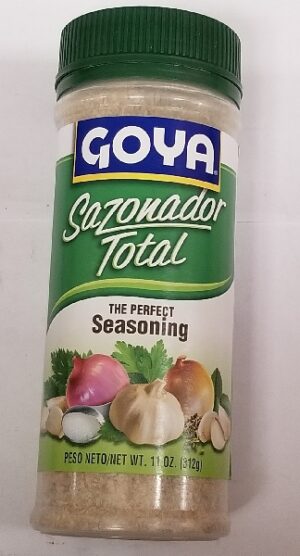 GOYA
Sazonador
Total
THE PERFECT
Seasoning
PESO NETO/NET WT. 11 OZ. (312g)